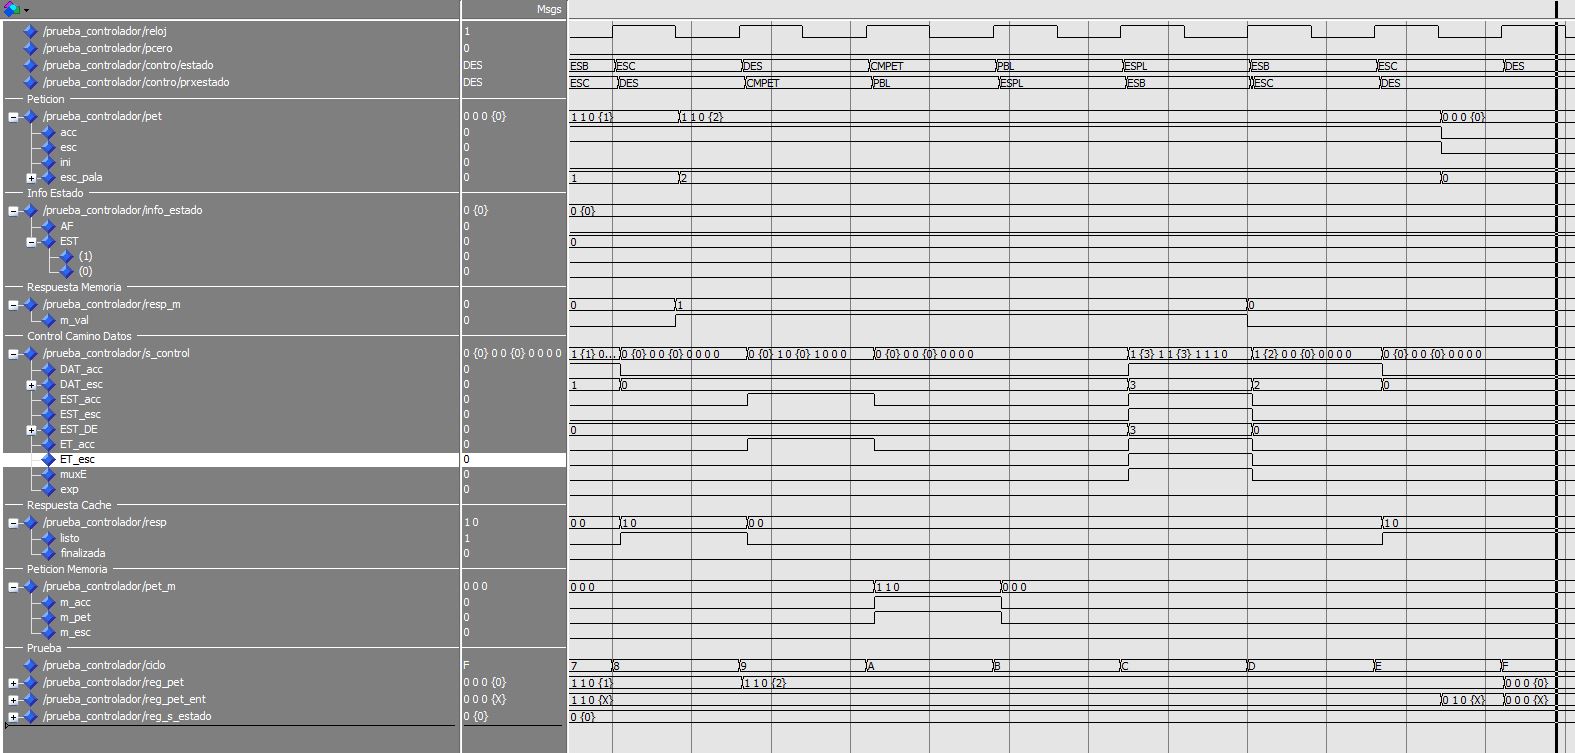 Msgs
/prueba_controlador/reloj 1
/prueba_controlador/pcero 0
/prueba_controlador/contro/estado DES ESB ESC DES CMPET PBL ESPL ESB ESC DES
/prueba_controlador/contro/prxestado DES ESC DES CMPET PBL ESPL ESB ESC DES
Peticion
/prueba_controlador/pet 0 0 0 {0} 1 1 0 {1} 1 1 0 {2} 0 0 0 {0}
acc 0
esc 0
ini 0
esc_pala 0 1 2 0
Info Estado
/prueba_controlador/info_estado 0 {0} 0 {0}
AF 0
EST 0 0
(1) 0
(0) 0
Respuesta Memoria
/prueba_controlador/resp_m 0 0 1 0
m_val 0
Control Camino Datos
/prueba_controlador/s_control 0 {0} 0 0 {0} 0 0 0 0 1 {1} 0... 0 {0} 0 0 {0} 0 0 0 0 0 {0} 1 0 {0} 1 0 0 0 0 {0} 0 0 {0} 0 0 0 0 1 {3} 1 1 {3} 1 1 1 0 1 {2} 0 0 {0} 0 0 0 0 0 {0} 0 0 {0} 0 0 0 0
DAT_acc 0
DAT_esc 0 1 0 3 2 0
EST_acc 0
EST_esc 0
EST_DE 0 0 3 0
ET_acc 0
ET_esc 0
muxE 0
exp 0
Respuesta Cache
/prueba_controlador/resp 1 0 0 0 1 0 0 0 1 0
listo 1
finalizada 0
Peticion Memoria
/prueba_controlador/pet_m 0 0 0 0 0 0 1 1 0 0 0 0
m_acc 0
m_pet 0
m_esc 0
Prueba
/prueba_controlador/ciclo F 7 8 9 A B C D E F
/prueba_controlador/reg_pet 0 0 0 {0} 1 1 0 {1} 1 1 0 {2} 0 0 0 {0}
/prueba_controlador/reg_pet_ent 0 0 0 {X} 1 1 0 {X} 0 1 0 {X} 0 0 0 {X}
/prueba_controlador/reg_s_estado 0 {0} 0 {0}